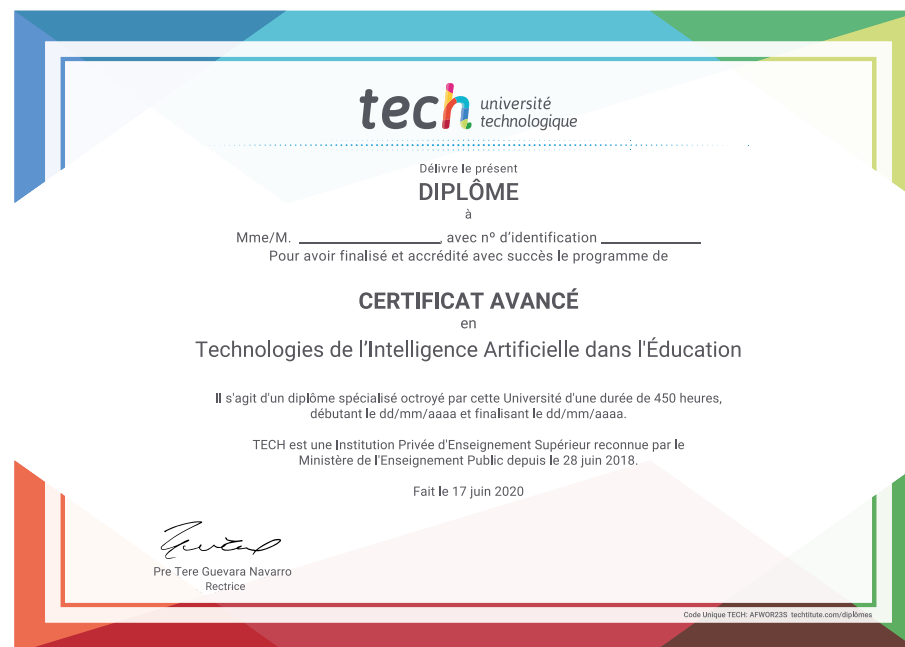 tech université
technologique
Délivre le présent
DIPLÔME
à
Mme/M. ____________________, avec nº d'identification ______________
Pour avoir finalisé et accrédité avec succès le programme de
CERTIFICAT AVANCÉ
en
Technologies de l'Intelligence Artificielle dans l'Éducation
Il s'agit d'un diplôme spécialisé octroyé par cette Université d'une durée de 450 heures,
débutant le dd/mm/aaaa et finalisant le dd/mm/aaaa.
TECH est une Institution Privée d'Enseignement Supérieur reconnue par le
Ministère de l'Enseignement Public depuis le 28 juin 2018.
Fait le 17 juin 2020
Pre Tere Guevara Navarro
Rectrice
Code Unique TECH: AFWOR23S techtitute.com/diplômes